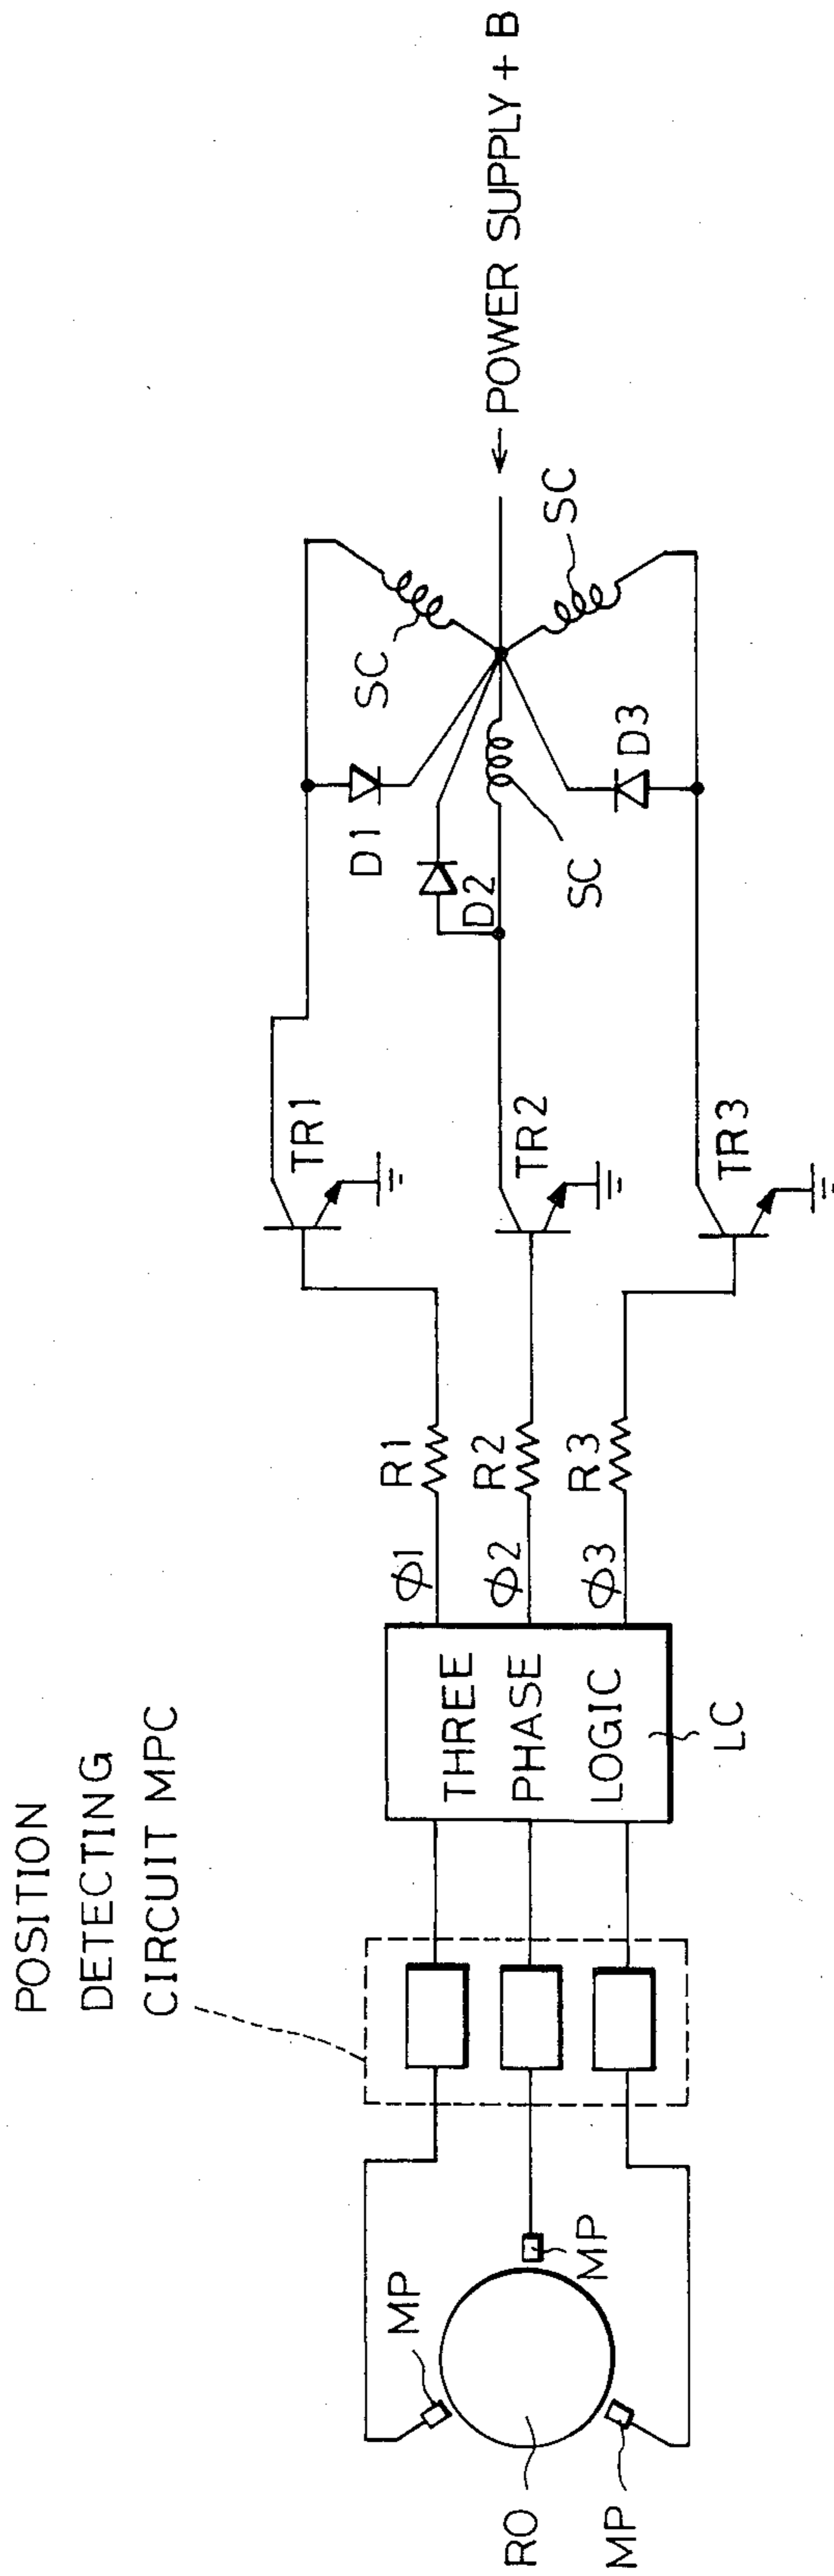 POSITION
DETECTING
CIRCUIT MPC
MP
MP
MP
RO
THREE
PHASE
LOGIC
LC
Φ1
Φ2
Φ3
R1
R2
R3
TR1
TR2
TR3
D1
D2
D3
SC
SC
SC
POWER SUPPLY + B